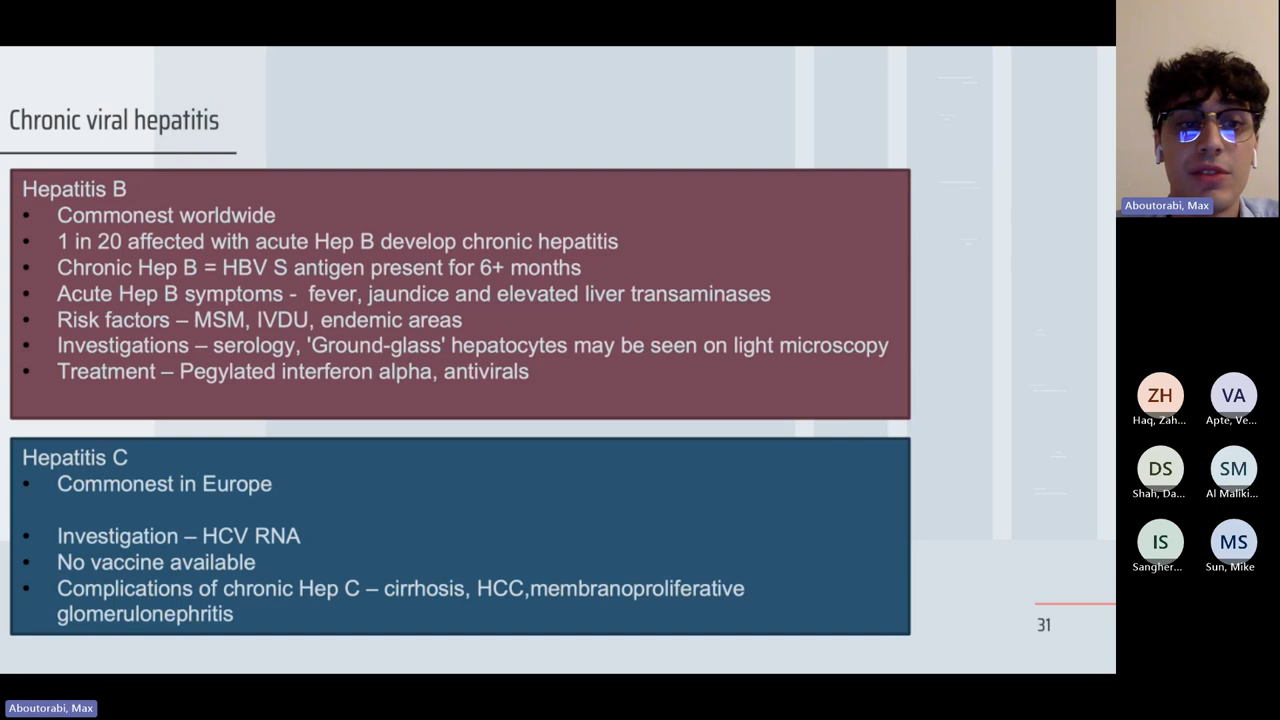 Chronic viral hepatitis
Hepatitis B
• Commonest worldwide
• 1 in 20 affected with acute Hep B develop chronic hepatitis
• Chronic Hep B = HBV S antigen present for 6+ months
• Acute Hep B symptoms -  fever, jaundice and elevated liver transaminases
• Risk factors – MSM, IVDU, endemic areas
• Investigations – serology, 'Ground-glass' hepatocytes may be seen on light microscopy
• Treatment – Pegylated interferon alpha, antivirals
Hepatitis C
• Commonest in Europe
• Investigation – HCV RNA
• No vaccine available
• Complications of chronic Hep C – cirrhosis, HCC,membranoproliferative
glomerulonephritis
31
Aboutorabi, Max
ZH
VA
Haq, Zah...
Apte, Ve...
DS
SM
Shah, Da...
Al Maliki...
IS
MS
Sangher...
Sun, Mike
Aboutorabi, Max